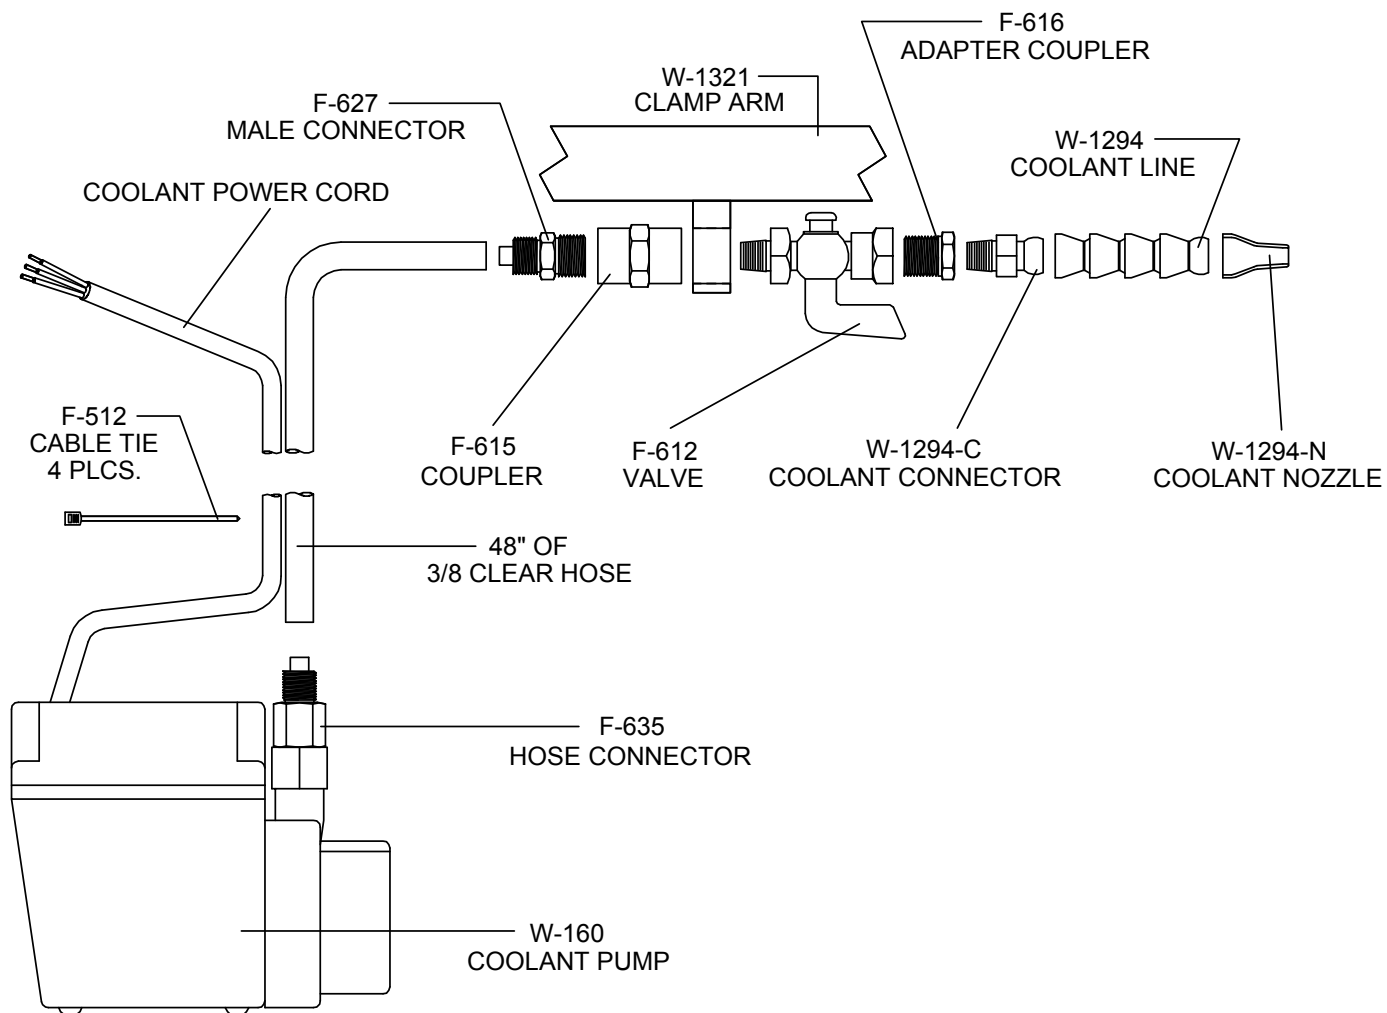 F-616
ADAPTER COUPLER
W-1321
CLAMP ARM
F-627
MALE CONNECTOR
W-1294
COOLANT LINE
COOLANT POWER CORD
F-512
CABLE TIE
4 PLCS.
F-615
COUPLER
F-612
VALVE
W-1294-C
COOLANT CONNECTOR
W-1294-N
COOLANT NOZZLE
48" OF
3/8 CLEAR HOSE
F-635
HOSE CONNECTOR
W-160
COOLANT PUMP